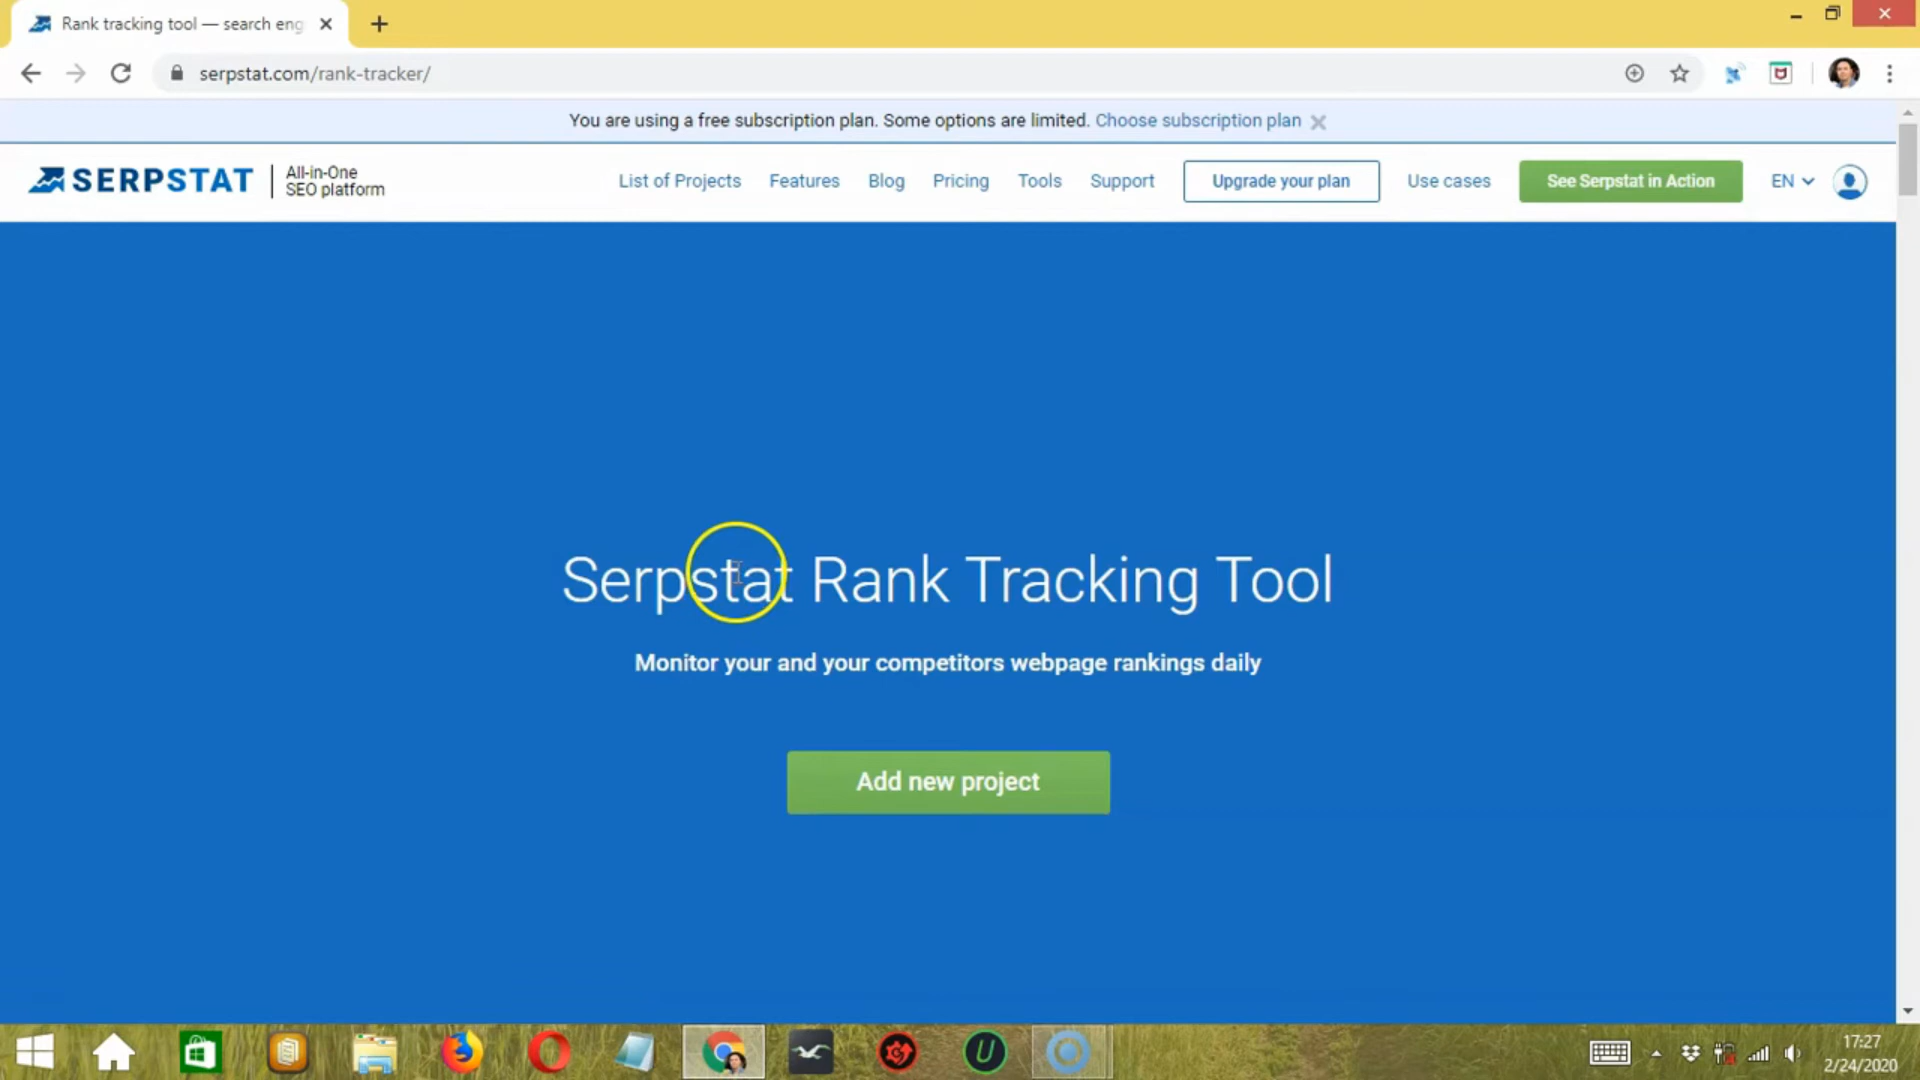 Rank tracking tool — search eng
serpstat.com/rank-tracker/
You are using a free subscription plan. Some options are limited. Choose subscription plan
SERPSTAT
All-in-One
SEO platform
List of Projects
Features
Blog
Pricing
Tools
Support
Upgrade your plan
Use cases
See Serpstat in Action
EN
Serpstat Rank Tracking Tool
Monitor your and your competitors webpage rankings daily
Add new project
17:27
2/24/2020